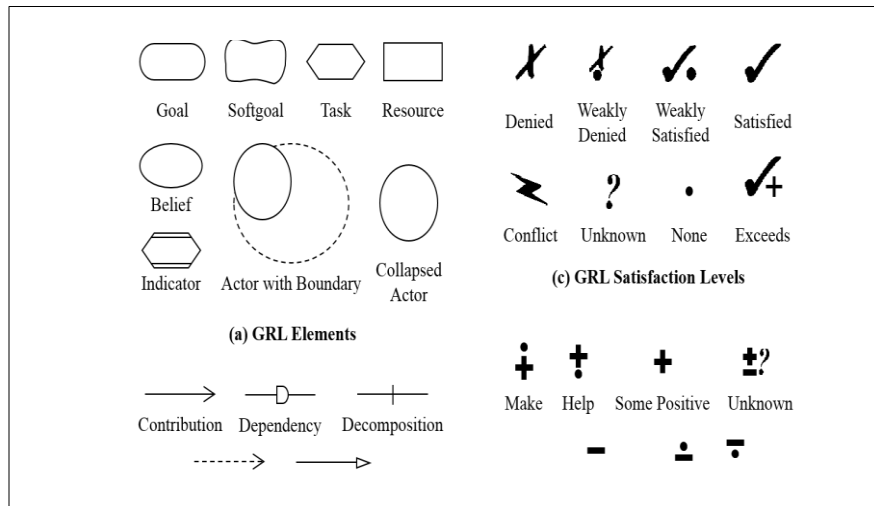 Goal Softgoal Task Resource
Belief
Indicator Actor with Boundary Collapsed
Actor
(a) GRL Elements
Contribution Dependency Decomposition
Denied Weakly
Denied Weakly
Satisfied Satisfied
?
Conflict Unknown None Exceeds
(c) GRL Satisfaction Levels
?
Make Help Some Positive Unknown